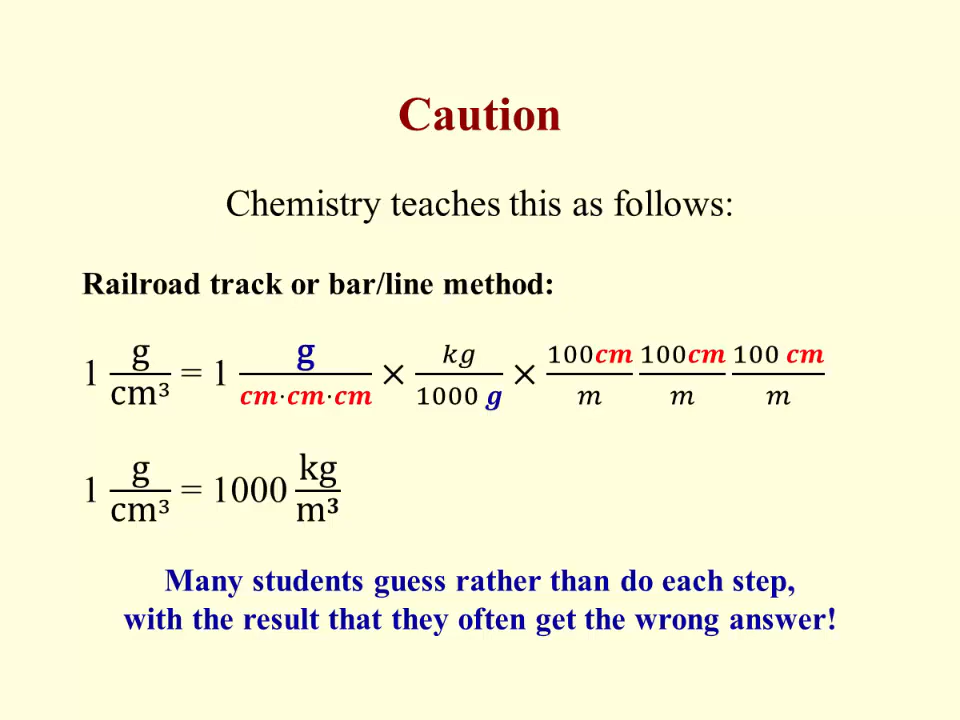 Caution
Chemistry teaches this as follows:
Railroad track or bar/line method:
1 g/cm³ = 1 g/cm·cm·cm × kg/1000 g × 100cm/m 100cm/m 100 cm/m
1 g/cm³ = 1000 kg/m³
Many students guess rather than do each step,
with the result that they often get the wrong answer!